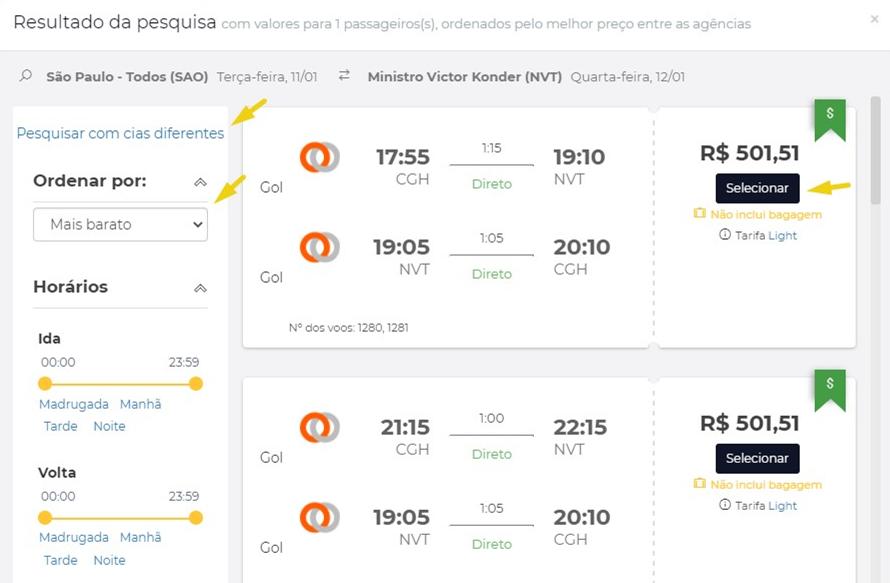 Resultado da pesquisa com valores para 1 passageiros(s), ordenados pelo melhor preço entre as agências
×
São Paulo - Todos (SAO) Terça-feira, 11/01 Ministro Victor Konder (NVT) Quarta-feira, 12/01
Pesquisar com cias diferentes
Ordenar por:
Mais barato
Horários
Ida
00:00 23:59
Madrugada Manhã
Tarde Noite
Volta
00:00 23:59
Madrugada Manhã
Tarde Noite
Gol
17:55 1:15 19:10
CGH Direto NVT
Gol
19:05 1:05 20:10
NVT Direto CGH
Nº dos voos: 1280, 1281
$
R$ 501,51
Selecionar
Não inclui bagagem
Tarifa Light
Gol
21:15 1:00 22:15
CGH Direto NVT
Gol
19:05 1:05 20:10
NVT Direto CGH
$
R$ 501,51
Selecionar
Não inclui bagagem
Tarifa Light